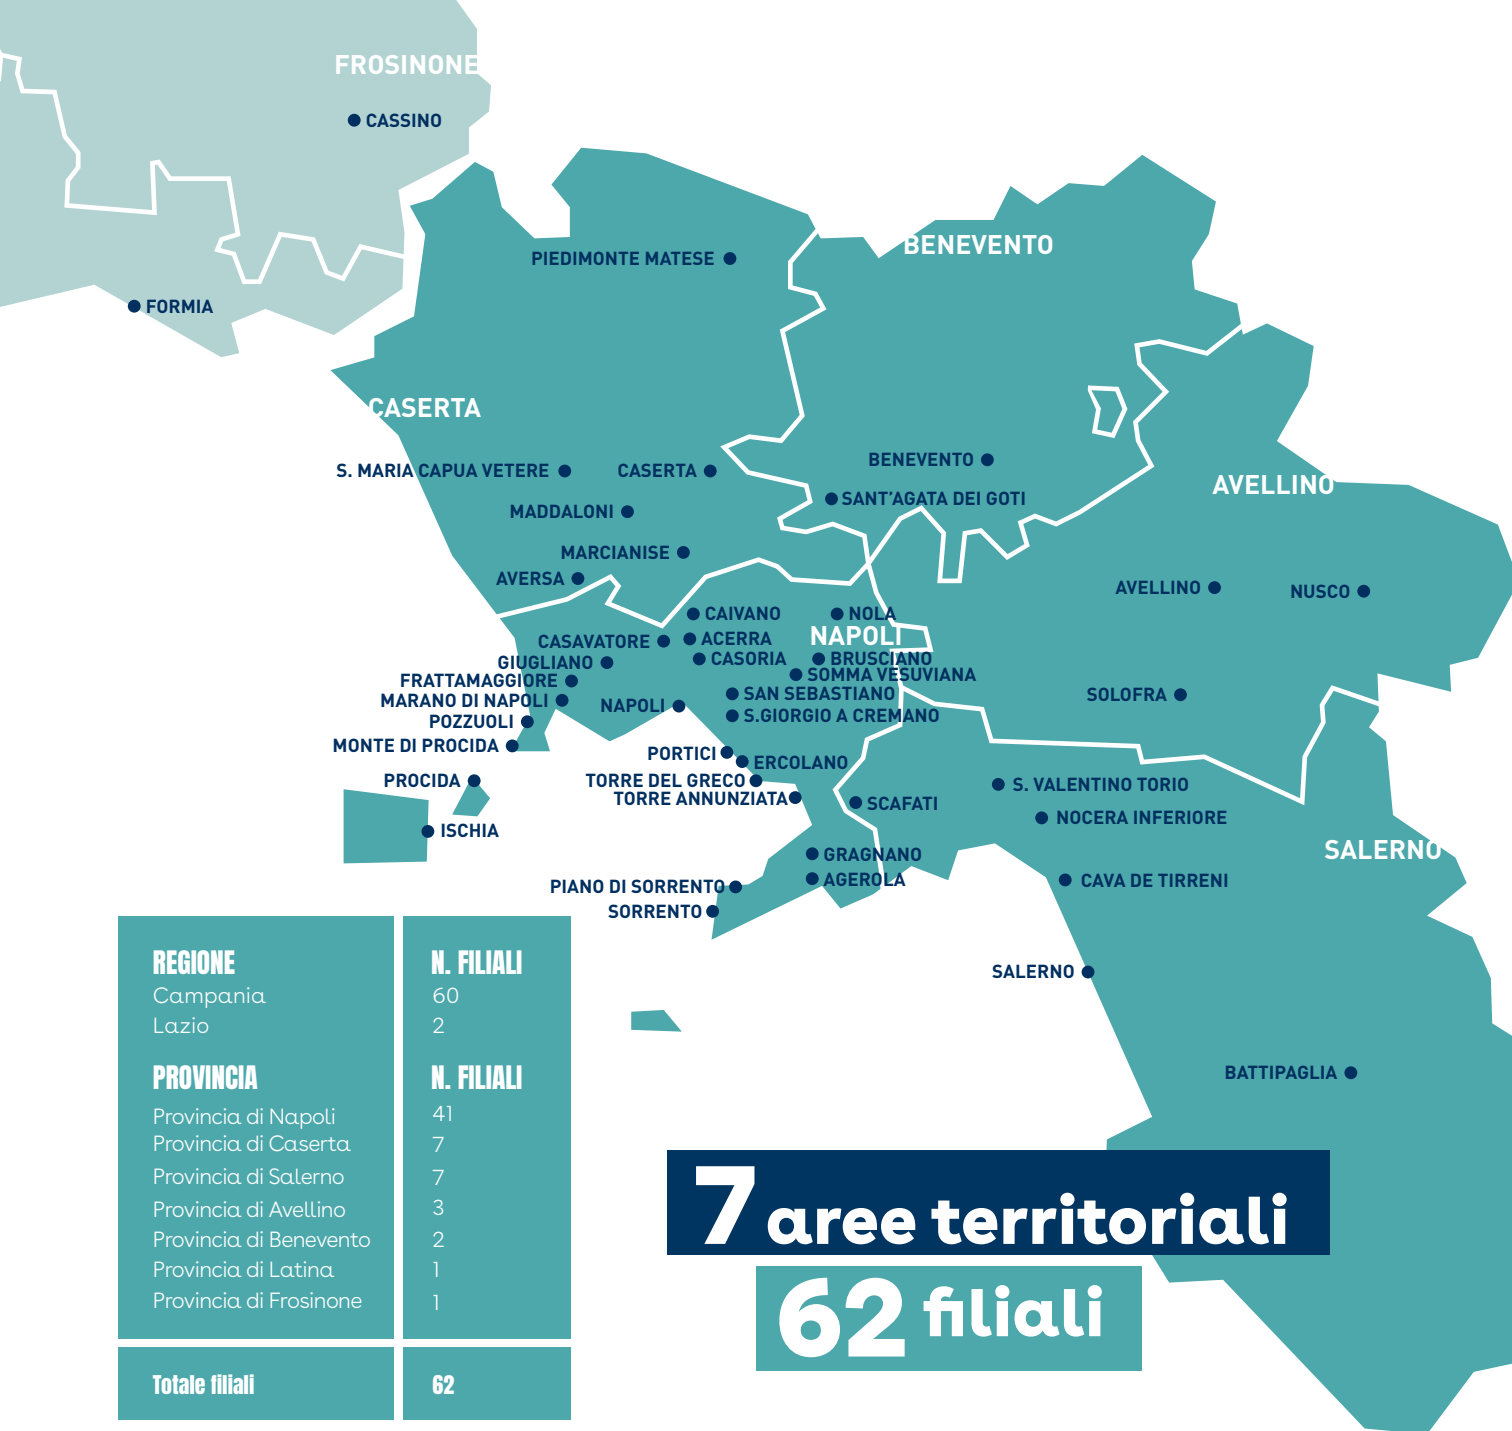 FROSINONE
CASSINO
BENEVENTO
PIEDIMONTE MATESE
FORMIA
CASERTA
S. MARIA CAPUA VETERE
CASERTA
BENEVENTO
AVELLINO
SANT'AGATA DEI GOTI
MADDALONI
MARCIANISE
AVERSA
AVELLINO
NUSCO
CAIVANO
NOLA
NAPOLI
CASAVATORE
ACERRA
GIUGLIANO
CASORIA
BRUSCIANO
SOMMA VESUVIANA
FRATTAMAGGIORE
SAN SEBASTIANO
SOLOFRA
MARANO DI NAPOLI
NAPOLI
S.GIORGIO A CREMANO
POZZUOLI
MONTE DI PROCIDA
PORTICI
ERCOLANO
PROCIDA
TORRE DEL GRECO
S. VALENTINO TORIO
TORRE ANNUNZIATA
SCAFATI
NOCERA INFERIORE
ISCHIA
SALERNO
GRAGNANO
AGEROLA
CAVA DE TIRRENI
PIANO DI SORRENTO
SORRENTO
SALERNO
BATTIPAGLIA
REGIONE N. FILIALI
Campania 60
Lazio 2
PROVINCIA N. FILIALI
Provincia di Napoli 41
Provincia di Caserta 7
Provincia di Salerno 7
Provincia di Avellino 3
Provincia di Benevento 2
Provincia di Latina 1
Provincia di Frosinone 1
Totale filiali 62
7 aree territoriali
62 filiali